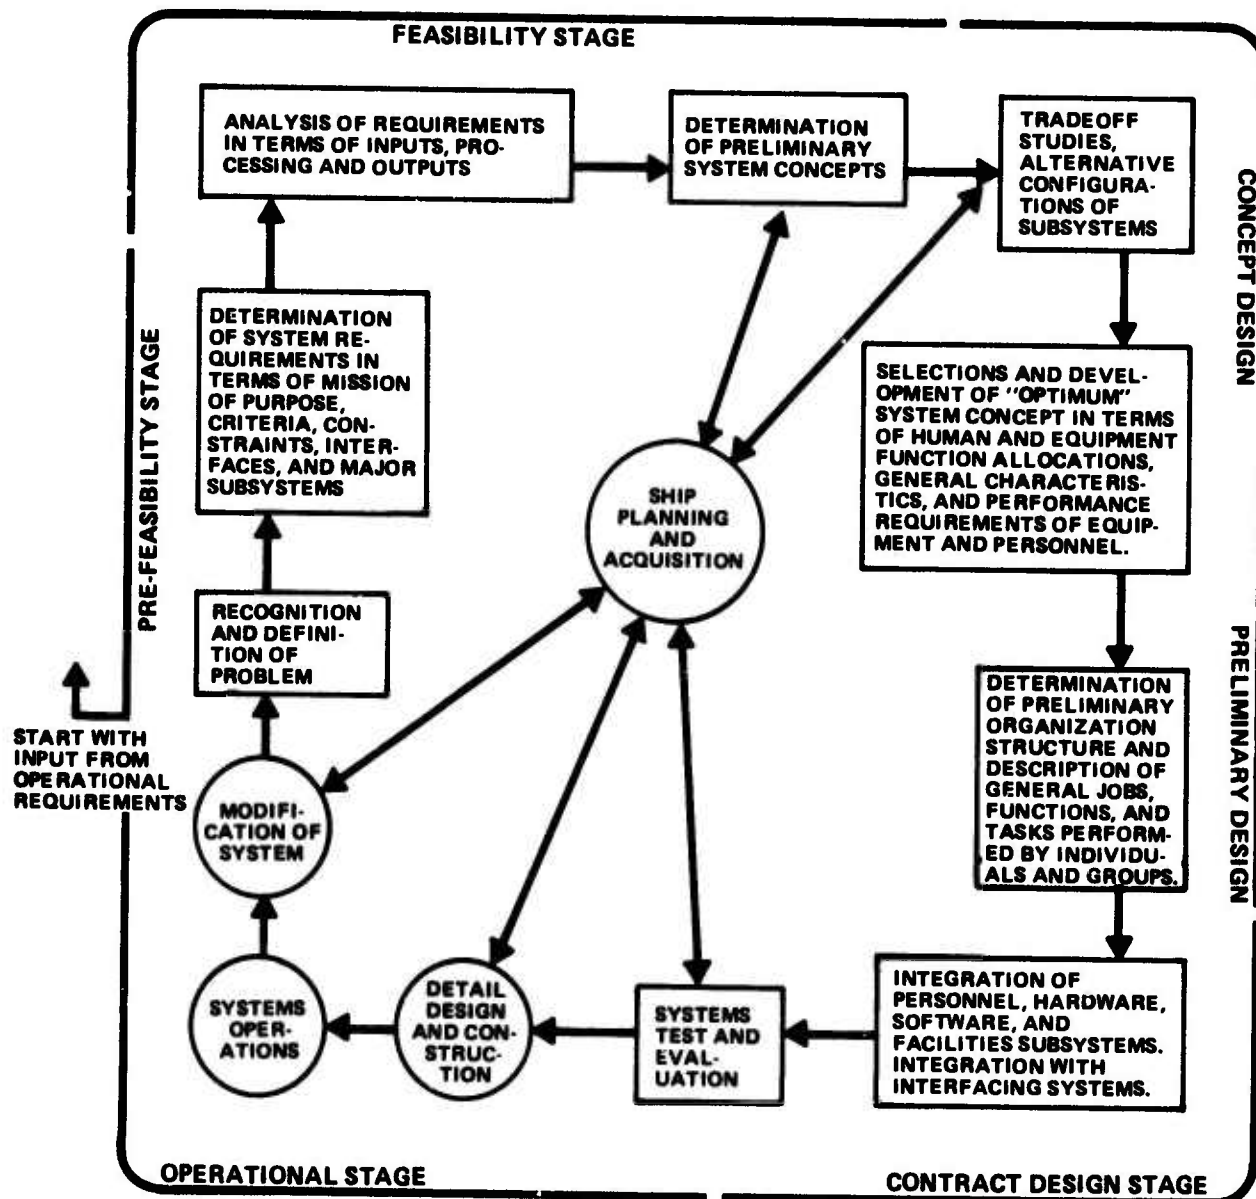 FEASIBILITY STAGE
ANALYSIS OF REQUIREMENTS
IN TERMS OF INPUTS, PRO-
CESSING AND OUTPUTS
DETERMINATION
OF PRELIMINARY
SYSTEM CONCEPTS
TRADEOFF
STUDIES,
ALTERNATIVE
CONFIGURA-
TIONS OF
SUBSYSTEMS
CONCEPT DESIGN
SELECTIONS AND DEVEL-
OPMENT OF "OPTIMUM"
SYSTEM CONCEPT IN TERMS
OF HUMAN AND EQUIPMENT
FUNCTION ALLOCATIONS,
GENERAL CHARACTERIS-
TICS, AND PERFORMANCE
REQUIREMENTS OF EQUIP-
MENT AND PERSONNEL.
PRELIMINARY DESIGN
DETERMINATION
OF PRELIMINARY
ORGANIZATION
STRUCTURE AND
DESCRIPTION OF
GENERAL JOBS,
FUNCTIONS, AND
TASKS PERFORM-
ED BY INDIVIDU-
ALS AND GROUPS.
INTEGRATION OF
PERSONNEL, HARDWARE,
SOFTWARE, AND
FACILITIES SUBSYSTEMS.
INTEGRATION WITH
INTERFACING SYSTEMS.
CONTRACT DESIGN STAGE
SYSTEMS
TEST AND
EVAL-
UATION
DETAIL
DESIGN
AND CON-
STRUC-
TION
SYSTEMS
OPER-
ATIONS
OPERATIONAL STAGE
MODIFI-
CATION OF
SYSTEM
START WITH
INPUT FROM
OPERATIONAL
REQUIREMENTS
RECOGNITION
AND DEFINI-
TION OF
PROBLEM
PRE-FEASIBILITY STAGE
DETERMINATION
OF SYSTEM RE-
QUIREMENTS IN
TERMS OF MISSION
OF PURPOSE,
CRITERIA, CON-
STRAINTS, INTER-
FACES, AND MAJOR
SUBSYSTEMS
SHIP
PLANNING
AND
ACQUISITION